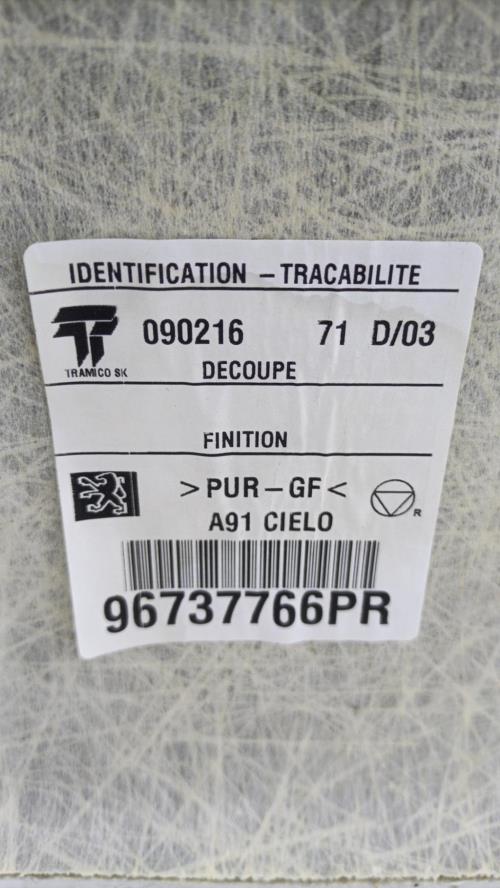 IDENTIFICATION – TRACABILITE
090216 71 D/03
TRAMICO SK
DECOUPE
FINITION
>PUR–GF<
R
A91 CIELO
96737766PR